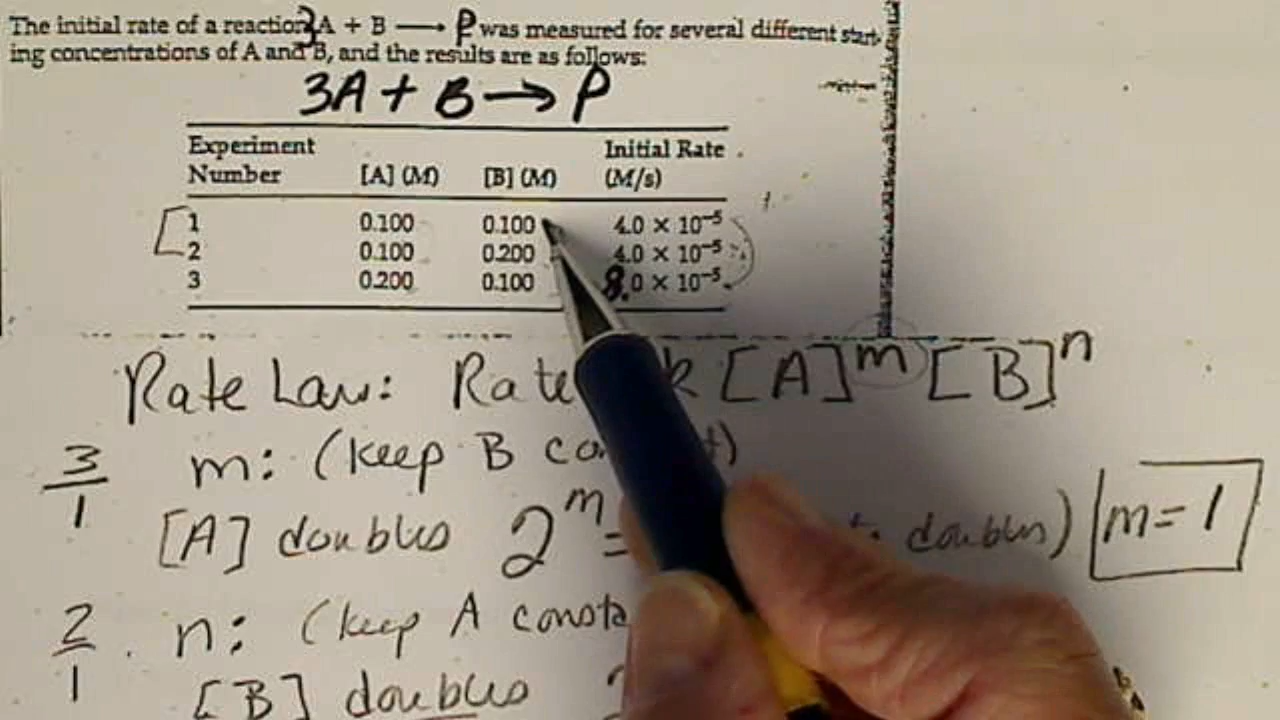 The initial rate of a reaction 3A + B ⟶ P was measured for several different start-
ing concentrations of A and B, and the results are as follows:
3A + B → P
Experiment Number [A] (M) [B] (M) Initial Rate (M/s)
1 0.100 0.100 4.0 × 10⁻⁵
2 0.100 0.200 4.0 × 10⁻⁵
3 0.200 0.100 8.0 × 10⁻⁵
Rate Law: Rate k [A]ᵐ [B]ⁿ
3/1 m: (keep B
[A] doubles 2ᵐ = doubles) m = 1
2/1 n: (keep A
[B] doubles